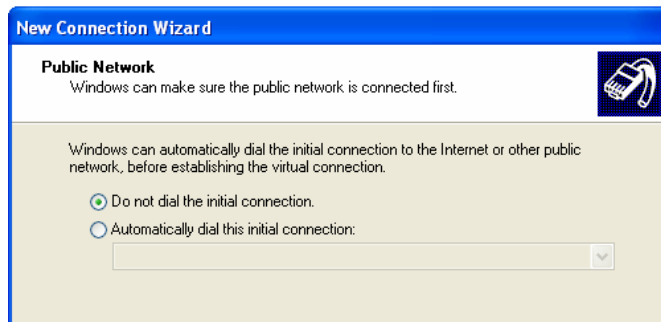 New Connection Wizard
Public Network
Windows can make sure the public network is connected first.
Windows can automatically dial the initial connection to the Internet or other public
network, before establishing the virtual connection.
Do not dial the initial connection.
Automatically dial this initial connection: